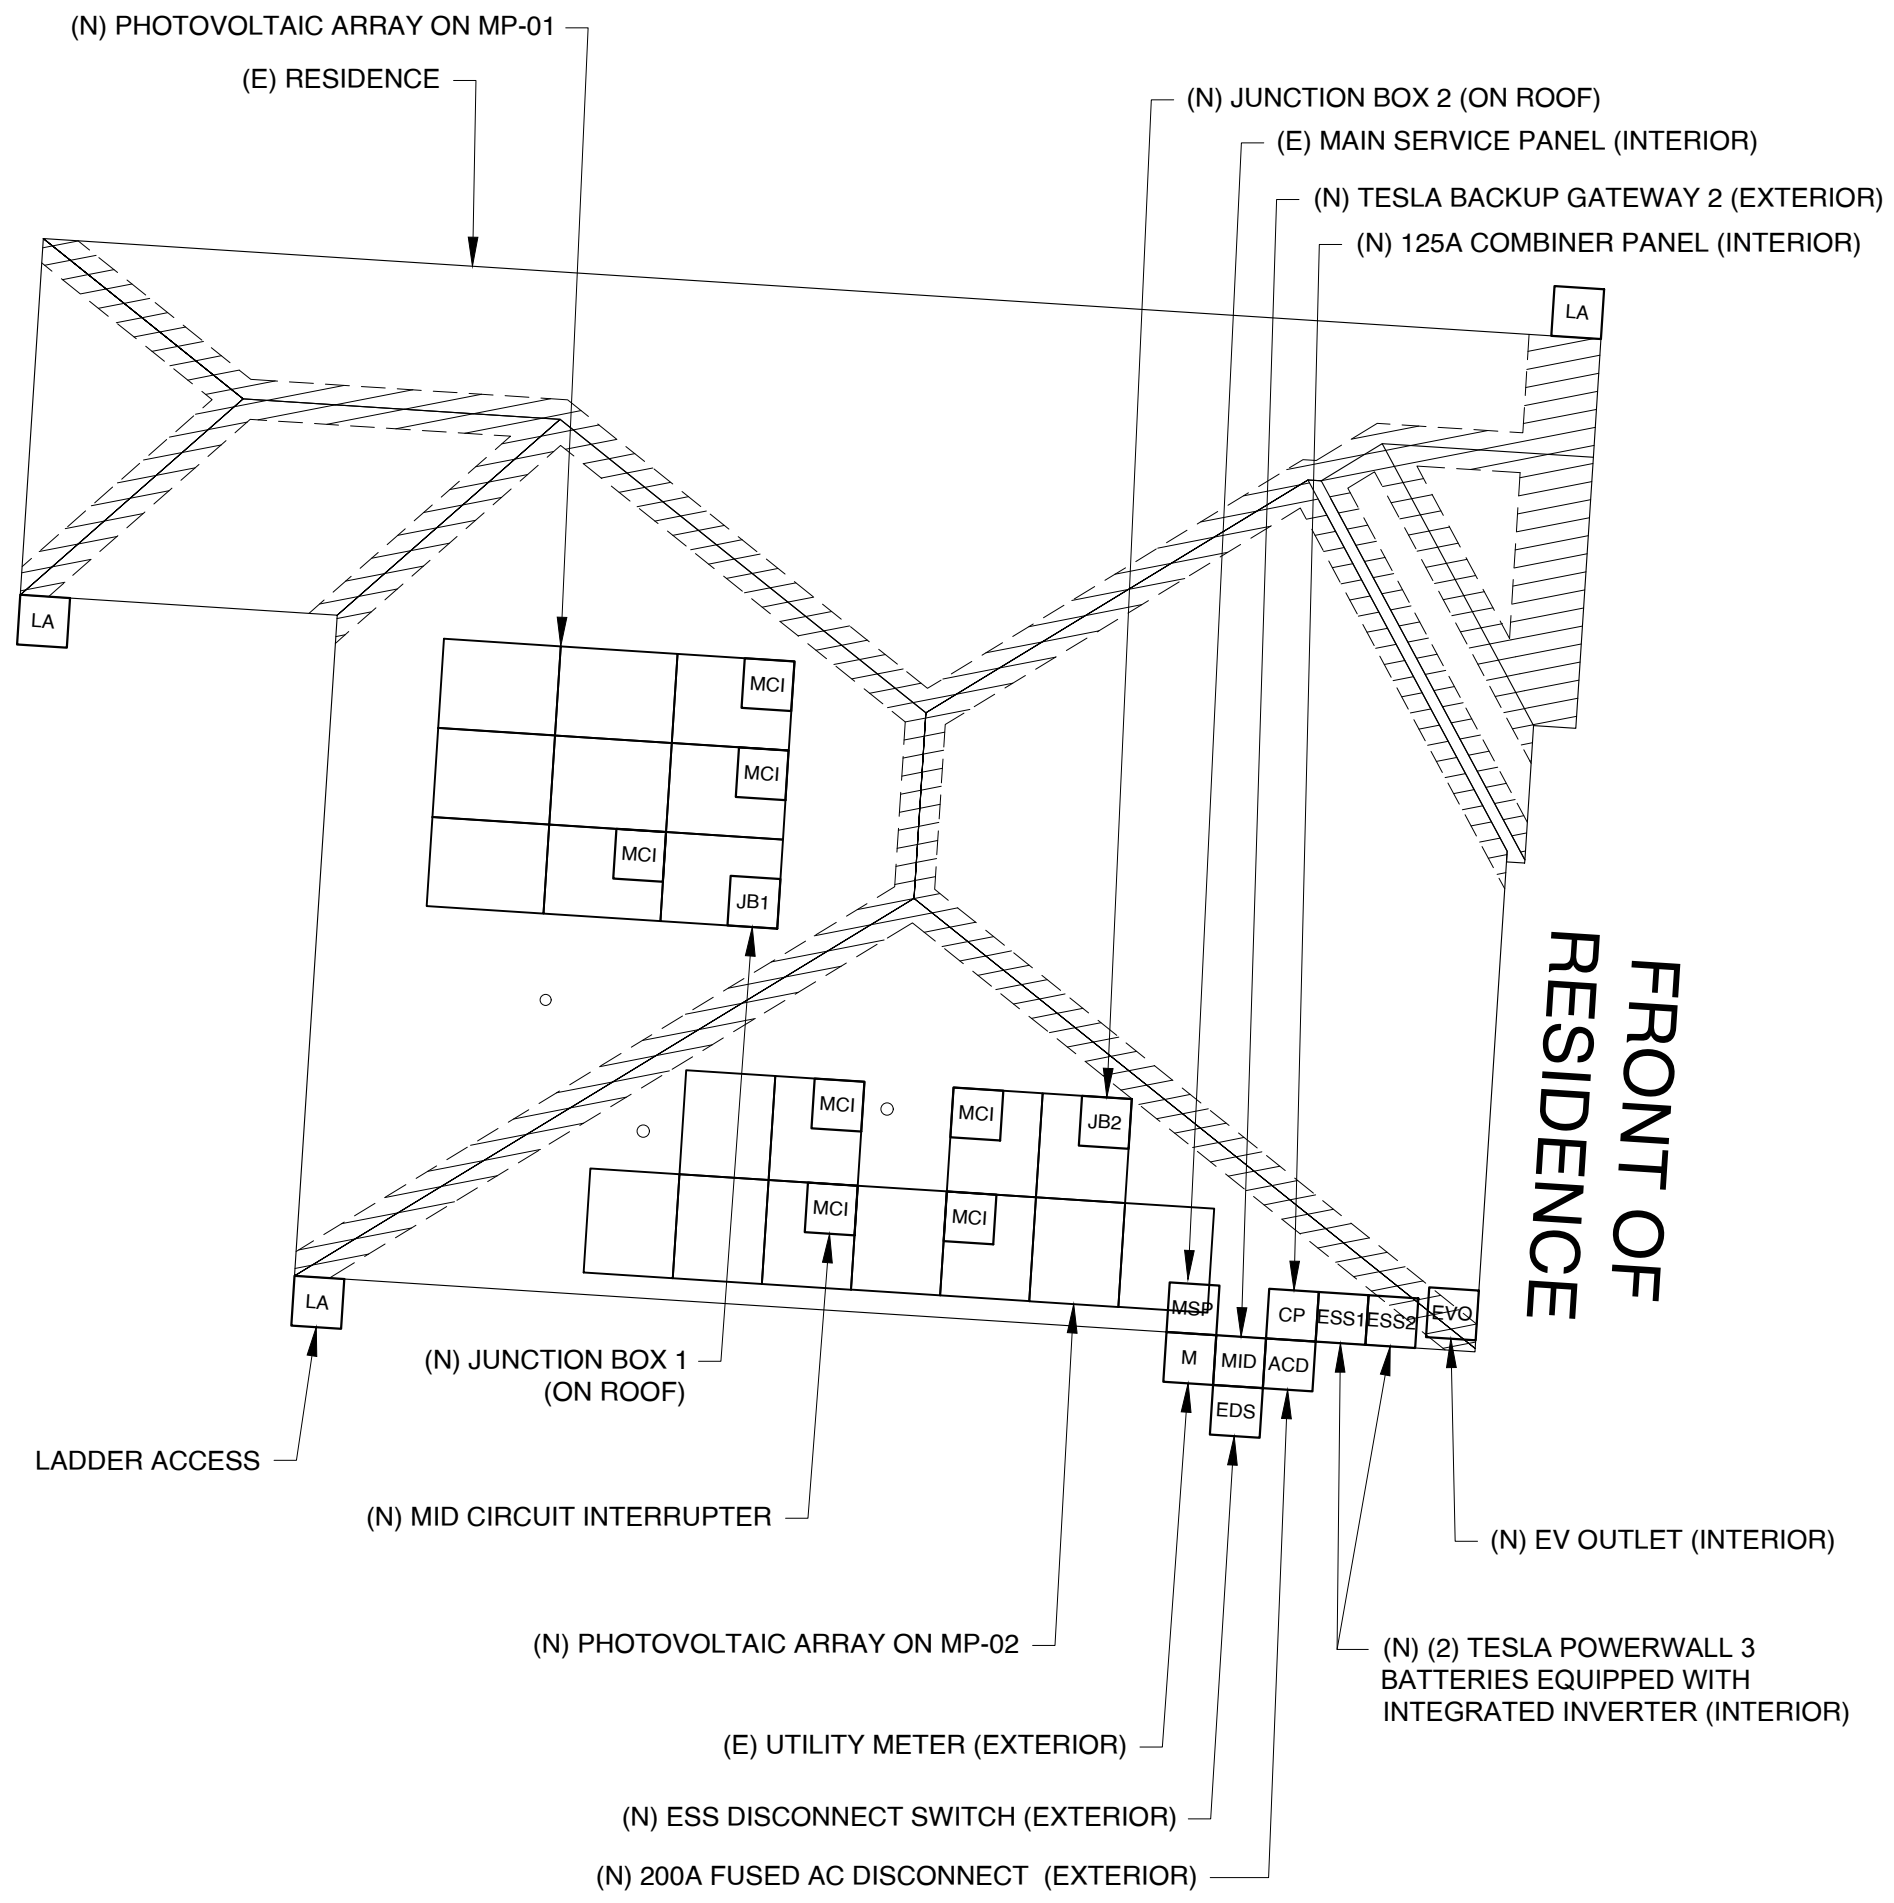 (N) PHOTOVOLTAIC ARRAY ON MP-01
(E) RESIDENCE
(N) JUNCTION BOX 2 (ON ROOF)
(E) MAIN SERVICE PANEL (INTERIOR)
(N) TESLA BACKUP GATEWAY 2 (EXTERIOR)
(N) 125A COMBINER PANEL (INTERIOR)
LA
LA
MCI
MCI
MCI
JB1
FRONT OF
RESIDENCE
MCI
MCI
JB2
MCI
MCI
LA
MSP
CP
ESS1
ESS2
EVO
M
MID
ACD
EDS
(N) JUNCTION BOX 1
(ON ROOF)
LADDER ACCESS
(N) MID CIRCUIT INTERRUPTER
(N) EV OUTLET (INTERIOR)
(N) PHOTOVOLTAIC ARRAY ON MP-02
(N) (2) TESLA POWERWALL 3
BATTERIES EQUIPPED WITH
INTEGRATED INVERTER (INTERIOR)
(E) UTILITY METER (EXTERIOR)
(N) ESS DISCONNECT SWITCH (EXTERIOR)
(N) 200A FUSED AC DISCONNECT (EXTERIOR)